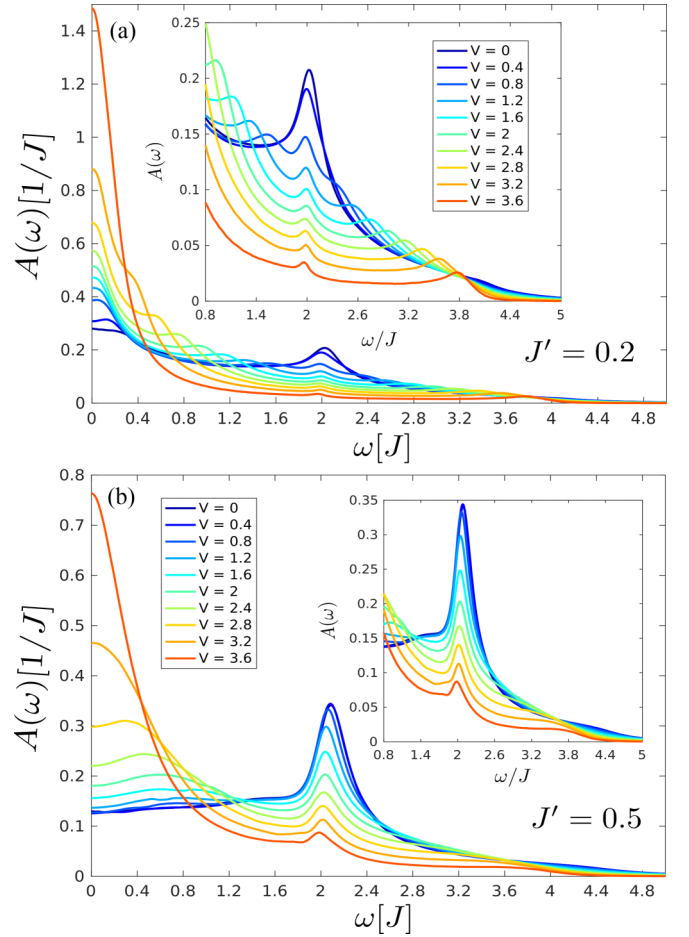 (a)
A(ω)[1/J]
1.4
1.2
1
0.8
0.6
0.4
0.2
0
0 0.4 0.8 1.2 1.6 2 2.4 2.8 3.2 3.6 4 4.4 4.8
ω[J]
J′ = 0.2
A(ω)
0.25
0.2
0.15
0.1
0.05
0
0.8 1.4 2 2.6 3.2 3.8 4.4 5
ω/J
V = 0
V = 0.4
V = 0.8
V = 1.2
V = 1.6
V = 2
V = 2.4
V = 2.8
V = 3.2
V = 3.6
(b)
A(ω)[1/J]
0.8
0.7
0.6
0.5
0.4
0.3
0.2
0.1
0
0 0.4 0.8 1.2 1.6 2 2.4 2.8 3.2 3.6 4 4.4 4.8
ω[J]
J′ = 0.5
V = 0
V = 0.4
V = 0.8
V = 1.2
V = 1.6
V = 2
V = 2.4
V = 2.8
V = 3.2
V = 3.6
A(ω)
0.35
0.3
0.25
0.2
0.15
0.1
0.05
0
0.8 1.4 2 2.6 3.2 3.8 4.4 5
ω/J